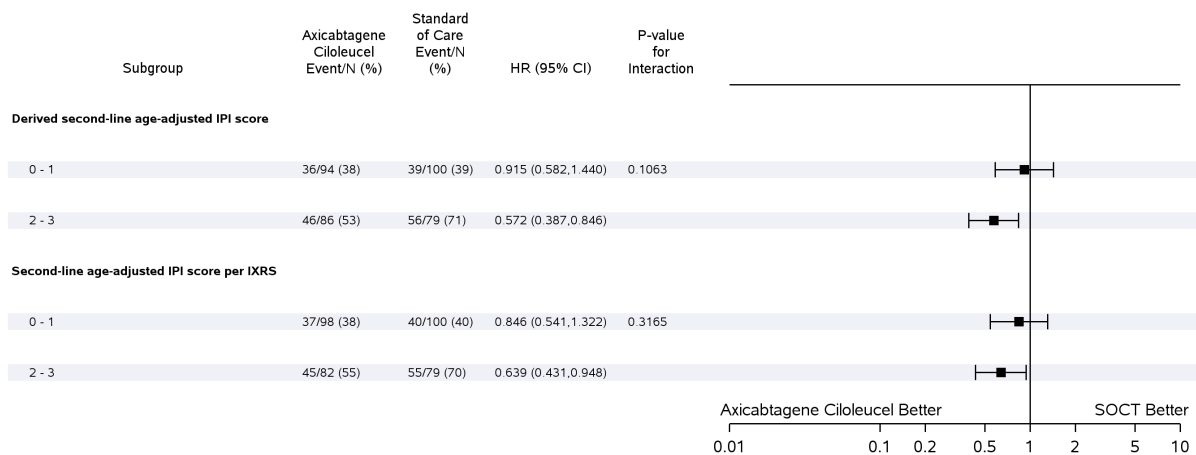 Subgroup
Axicabtagene
Ciloleucel
Event/N (%)
Standard
of Care
Event/N
(%)
HR (95% CI)
P-value
for
Interaction
Derived second-line age-adjusted IPI score
0 - 1 36/94 (38) 39/100 (39) 0.915 (0.582,1.440) 0.1063
2 - 3 46/86 (53) 56/79 (71) 0.572 (0.387,0.846)
Second-line age-adjusted IPI score per IXRS
0 - 1 37/98 (38) 40/100 (40) 0.846 (0.541,1.322) 0.3165
2 - 3 45/82 (55) 55/79 (70) 0.639 (0.431,0.948)
Axicabtagene Ciloleucel Better SOCT Better
0.01 0.1 0.2 0.5 1 2 5 10